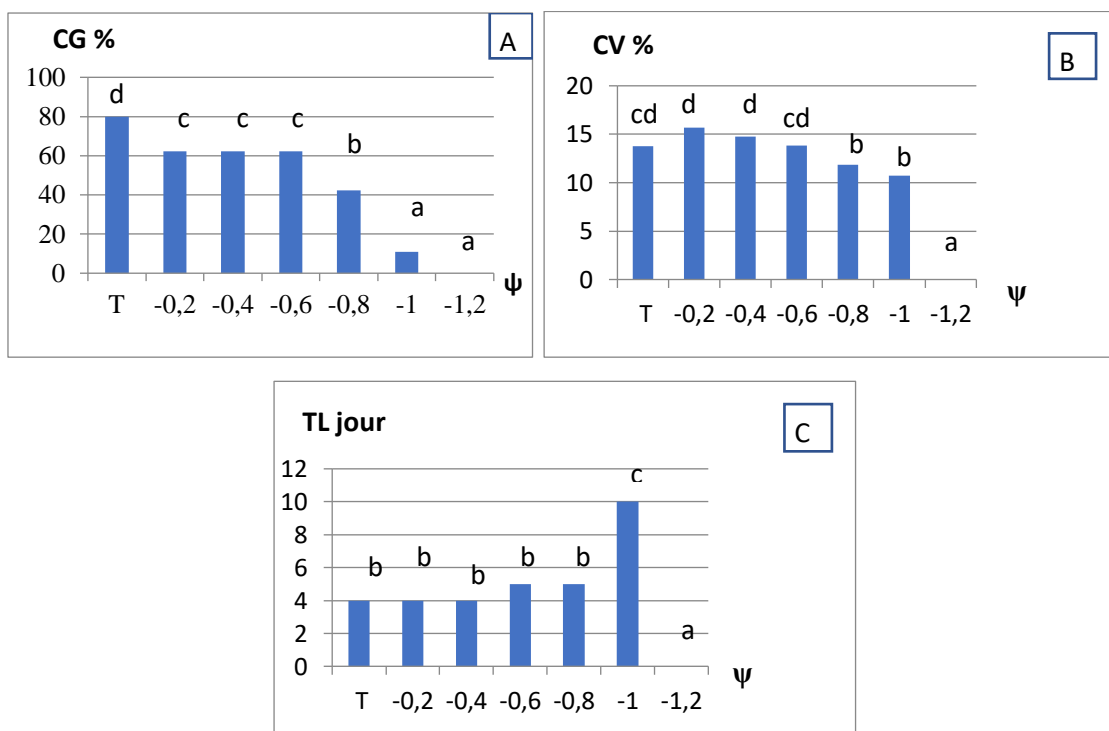 CG %
A
100
80
60
40
20
0
d
c c c
b
a
a
T -0,2 -0,4 -0,6 -0,8 -1 -1,2
ψ
CV %
B
20
15
10
5
0
cd d d cd b b a
T -0,2 -0,4 -0,6 -0,8 -1 -1,2
ψ
TL jour
C
12
10
8
6
4
2
0
b b b b b c a
T -0,2 -0,4 -0,6 -0,8 -1 -1,2
ψ